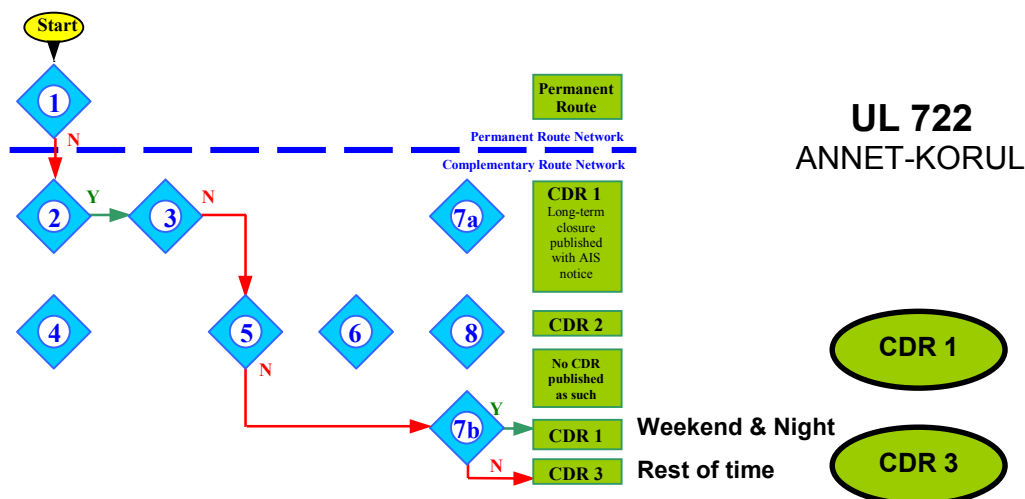 Start
1
N
Permanent
Route
UL 722
ANNET-KORUL
Permanent Route Network
Complementary Route Network
2
Y
3
N
7a
CDR 1
Long-term
closure
published
with AIS
notice
4
5
N
6
8
CDR 2
CDR 1
No CDR
published
as such
7b
Y
CDR 1
Weekend & Night
N
CDR 3
Rest of time
CDR 3